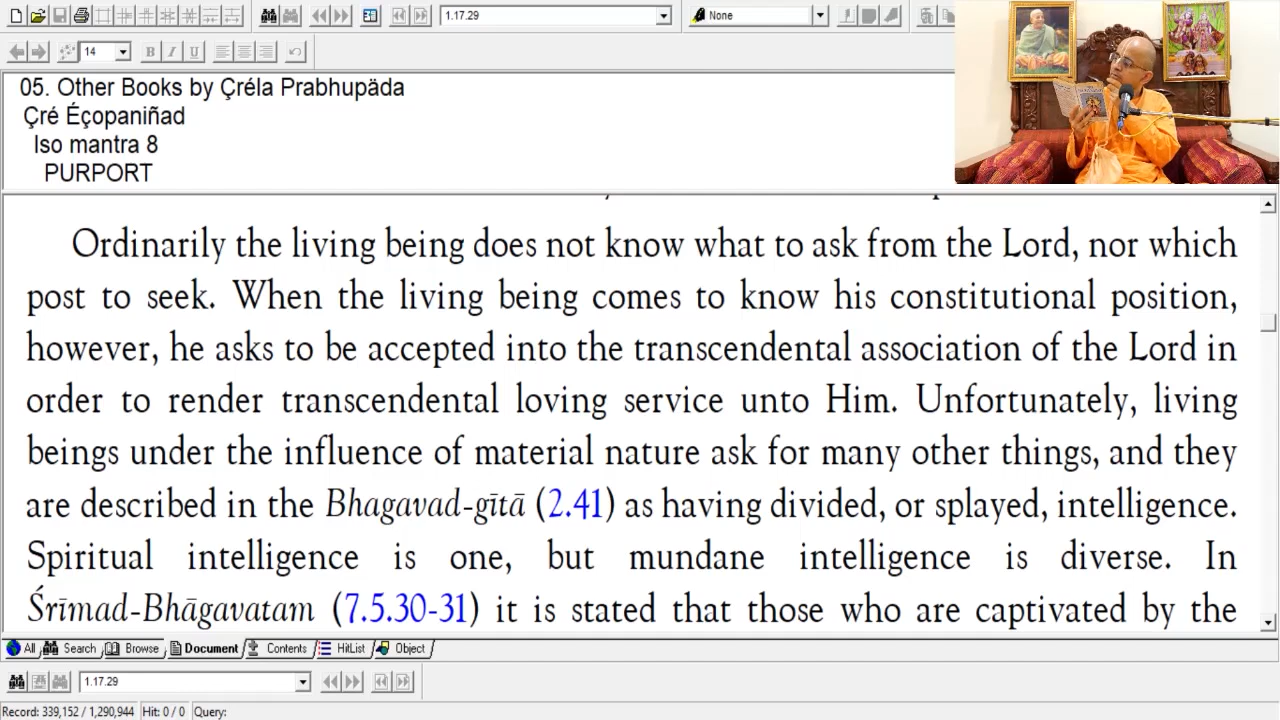 1.17.29
None
14
B I U
05. Other Books by Çréla Prabhupäda
Çré Éçopaniñad
Iso mantra 8
PURPORT
Ordinarily the living being does not know what to ask from the Lord, nor which
post to seek. When the living being comes to know his constitutional position,
however, he asks to be accepted into the transcendental association of the Lord in
order to render transcendental loving service unto Him. Unfortunately, living
beings under the influence of material nature ask for many other things, and they
are described in the Bhagavad-gītā (2.41) as having divided, or splayed, intelligence.
Spiritual intelligence is one, but mundane intelligence is diverse. In
Śrīmad-Bhāgavatam (7.5.30-31) it is stated that those who are captivated by the
All Search Browse Document Contents HitList Object
1.17.29
Record: 339,152 / 1,290,944 Hit: 0 / 0 Query: